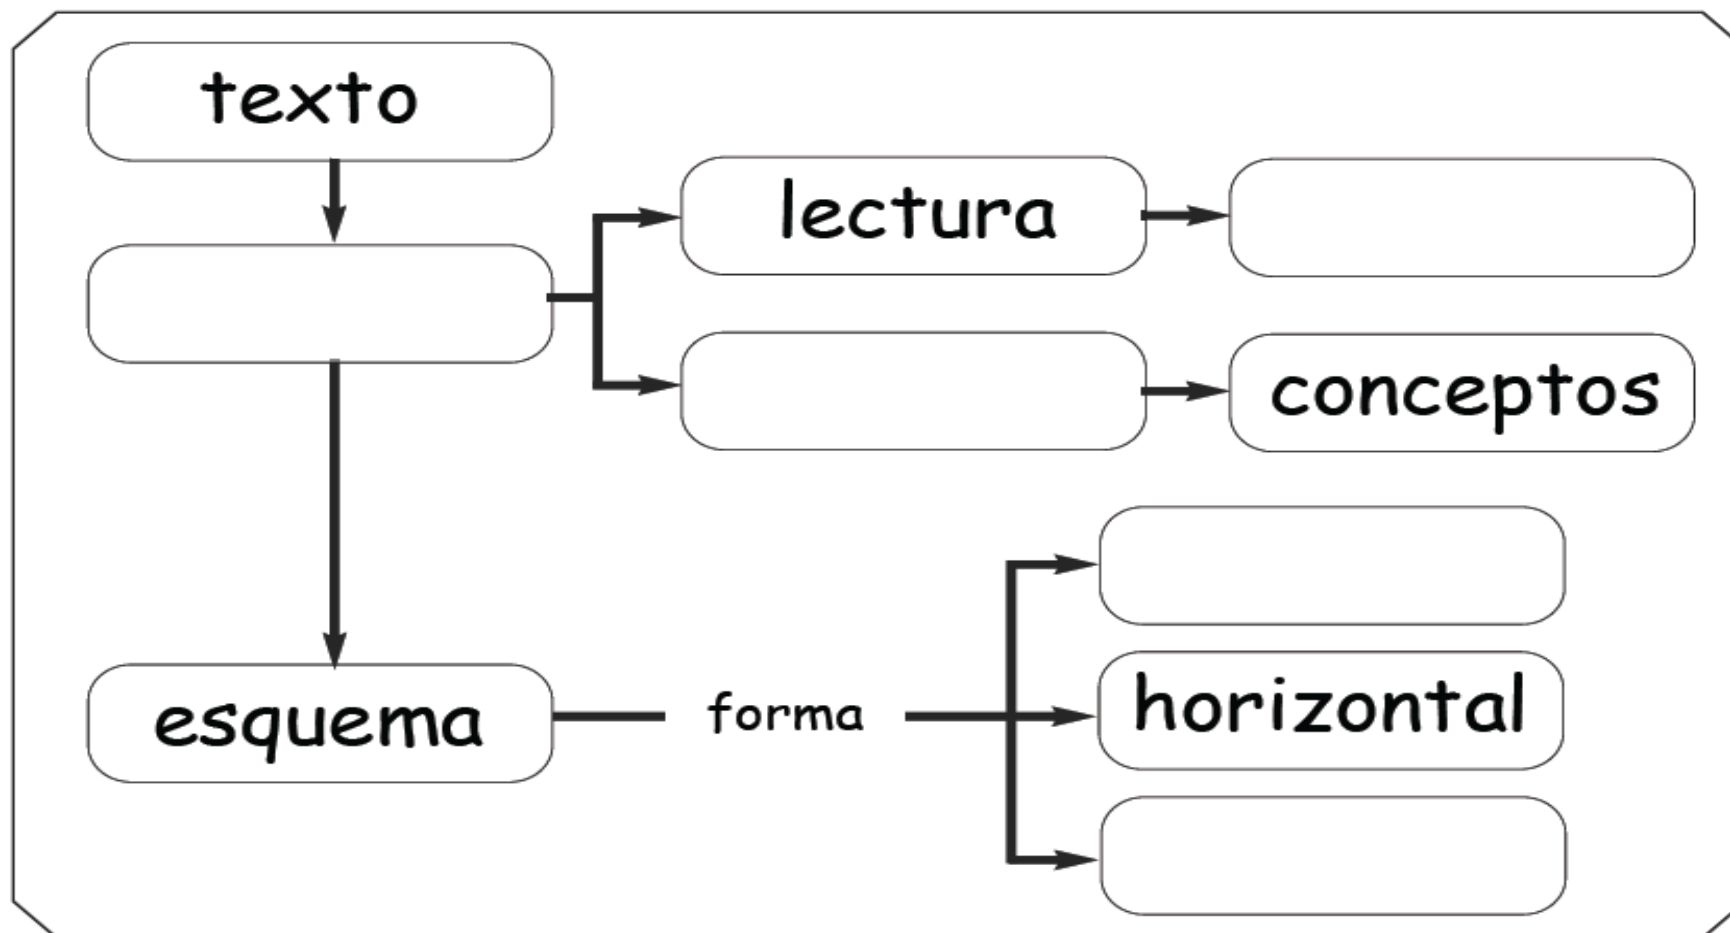 texto
lectura
conceptos
esquema
forma
horizontal